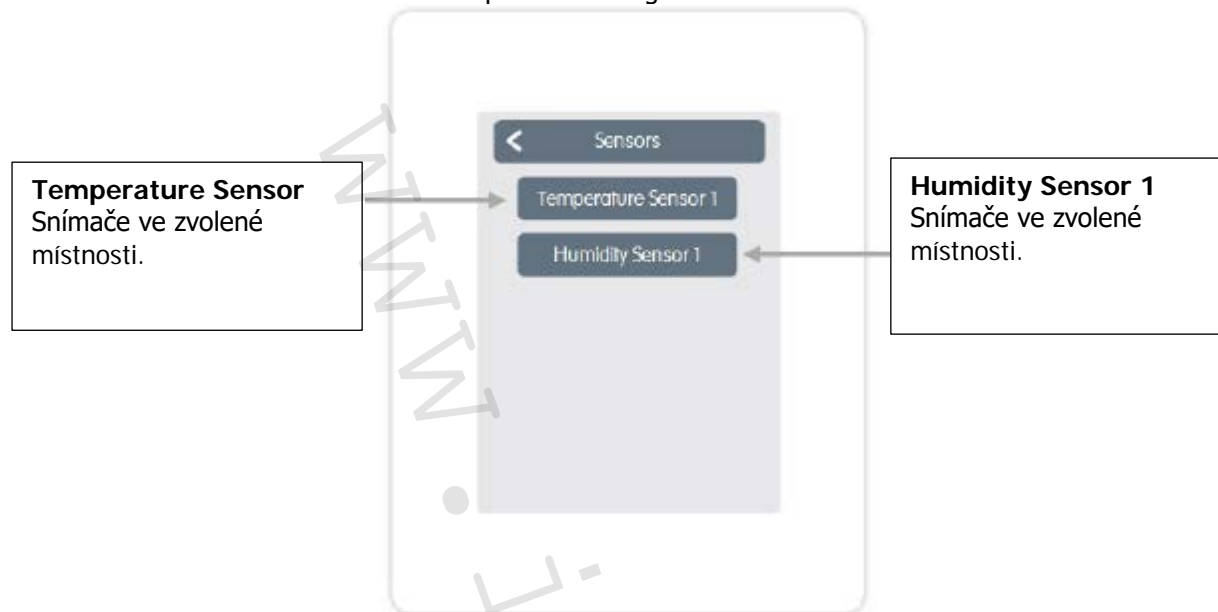 Sensors
Temperature Sensor 1
Humidity Sensor 1
Temperature Sensor
Snímače ve zvolené
místnosti.
Humidity Sensor 1
Snímače ve zvolené
místnosti.
www.